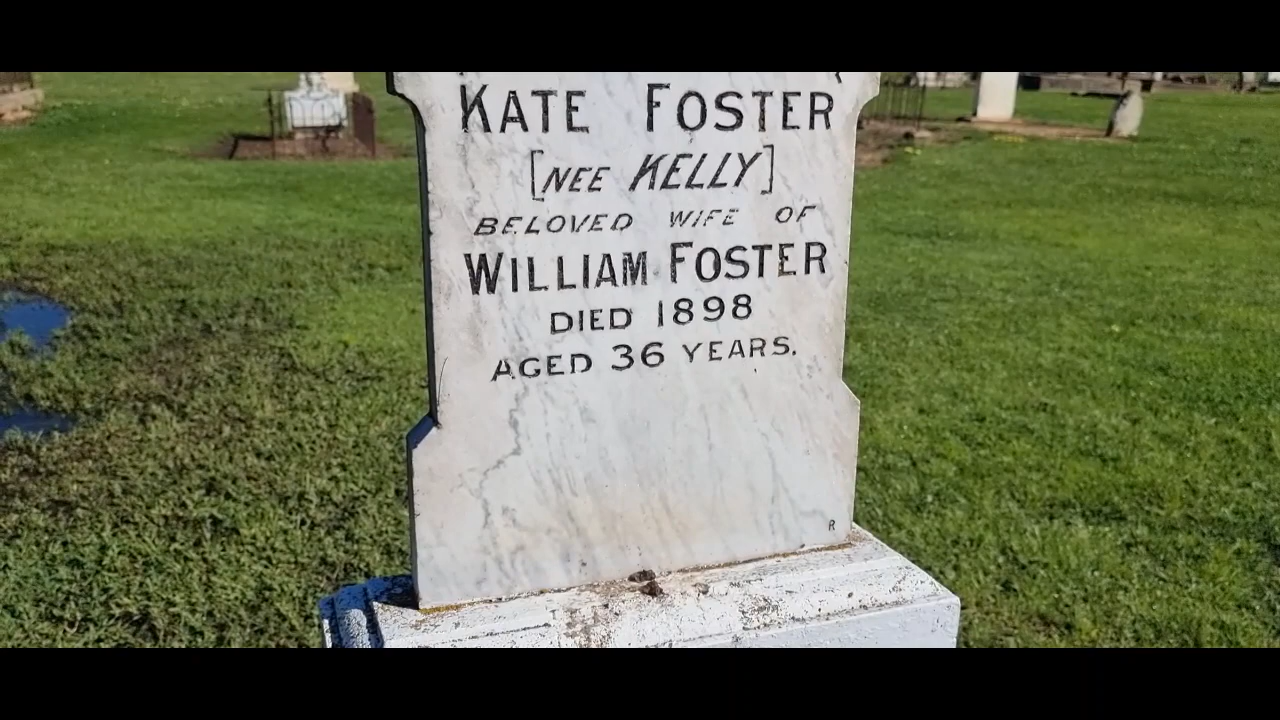 KATE FOSTER
[NEE KELLY]
BELOVED WIFE OF
WILLIAM FOSTER
DIED 1898
AGED 36 YEARS.
R